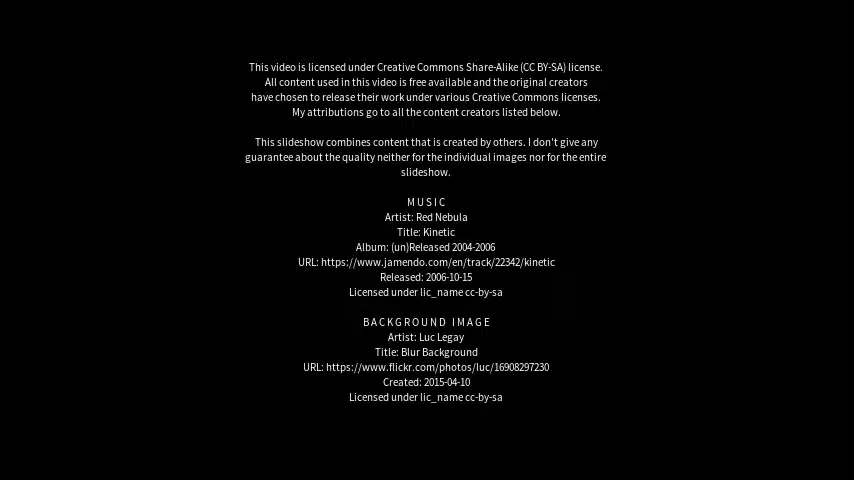 This video is licensed under Creative Commons Share-Alike (CC BY-SA) license.
All content used in this video is free available and the original creators
have chosen to release their work under various Creative Commons licenses.
My attributions go to all the content creators listed below.
This slideshow combines content that is created by others. I don't give any
guarantee about the quality neither for the individual images nor for the entire
slideshow.
MUSIC
Artist: Red Nebula
Title: Kinetic
Album: (un)Released 2004-2006
URL: https://www.jamendo.com/en/track/22342/kinetic
Released: 2006-10-15
Licensed under lic_name cc-by-sa
BACKGROUND IMAGE
Artist: Luc Legay
Title: Blur Background
URL: https://www.flickr.com/photos/luc/16908297230
Created: 2015-04-10
Licensed under lic_name cc-by-sa